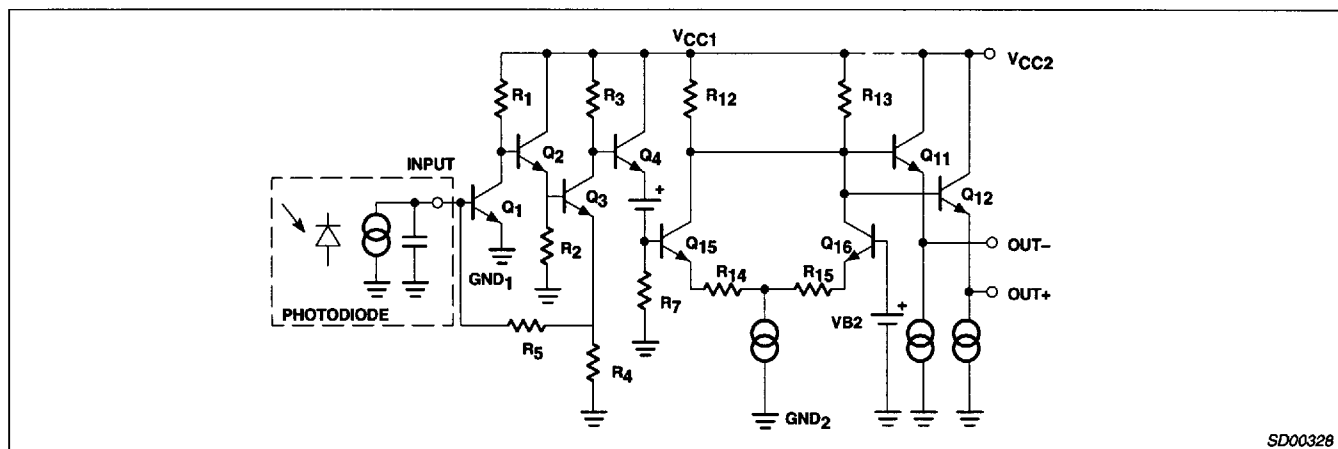 VCC1
VCC2
R1
R3
R12
R13
INPUT
Q2
Q4
Q11
Q1
Q3
Q12
Q15
Q16
OUT–
GND1
R2
R14
R15
R7
OUT+
PHOTODIODE
VB2
R5
R4
GND2
SD00328
+
+